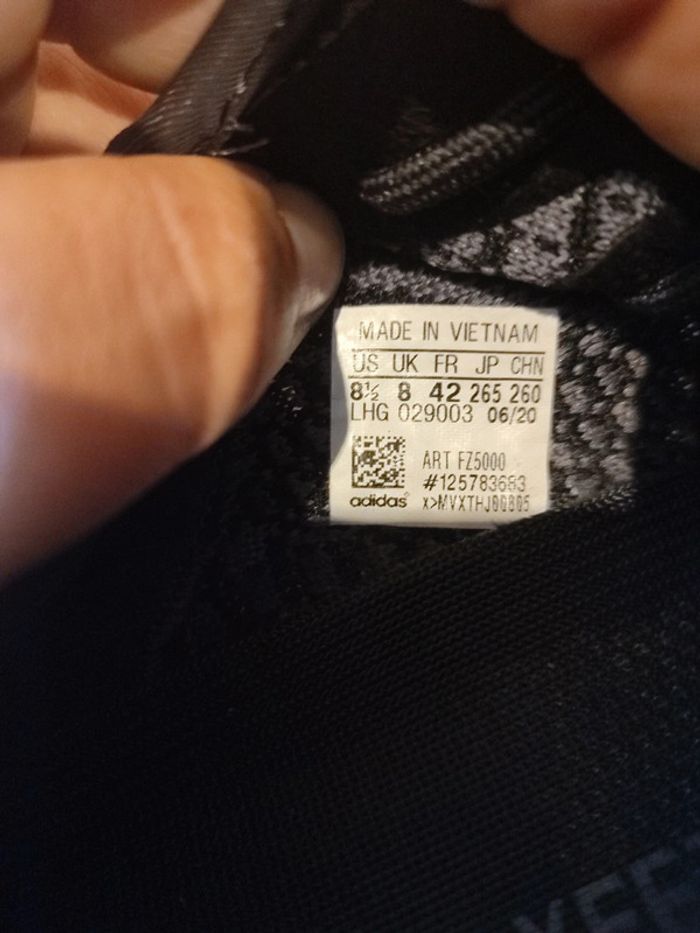 MADE IN VIETNAM
US UK FR JP CHN
8½ 8 42 265 260
LHG 029003 06/20
ART FZ5000
#125783683
adidas